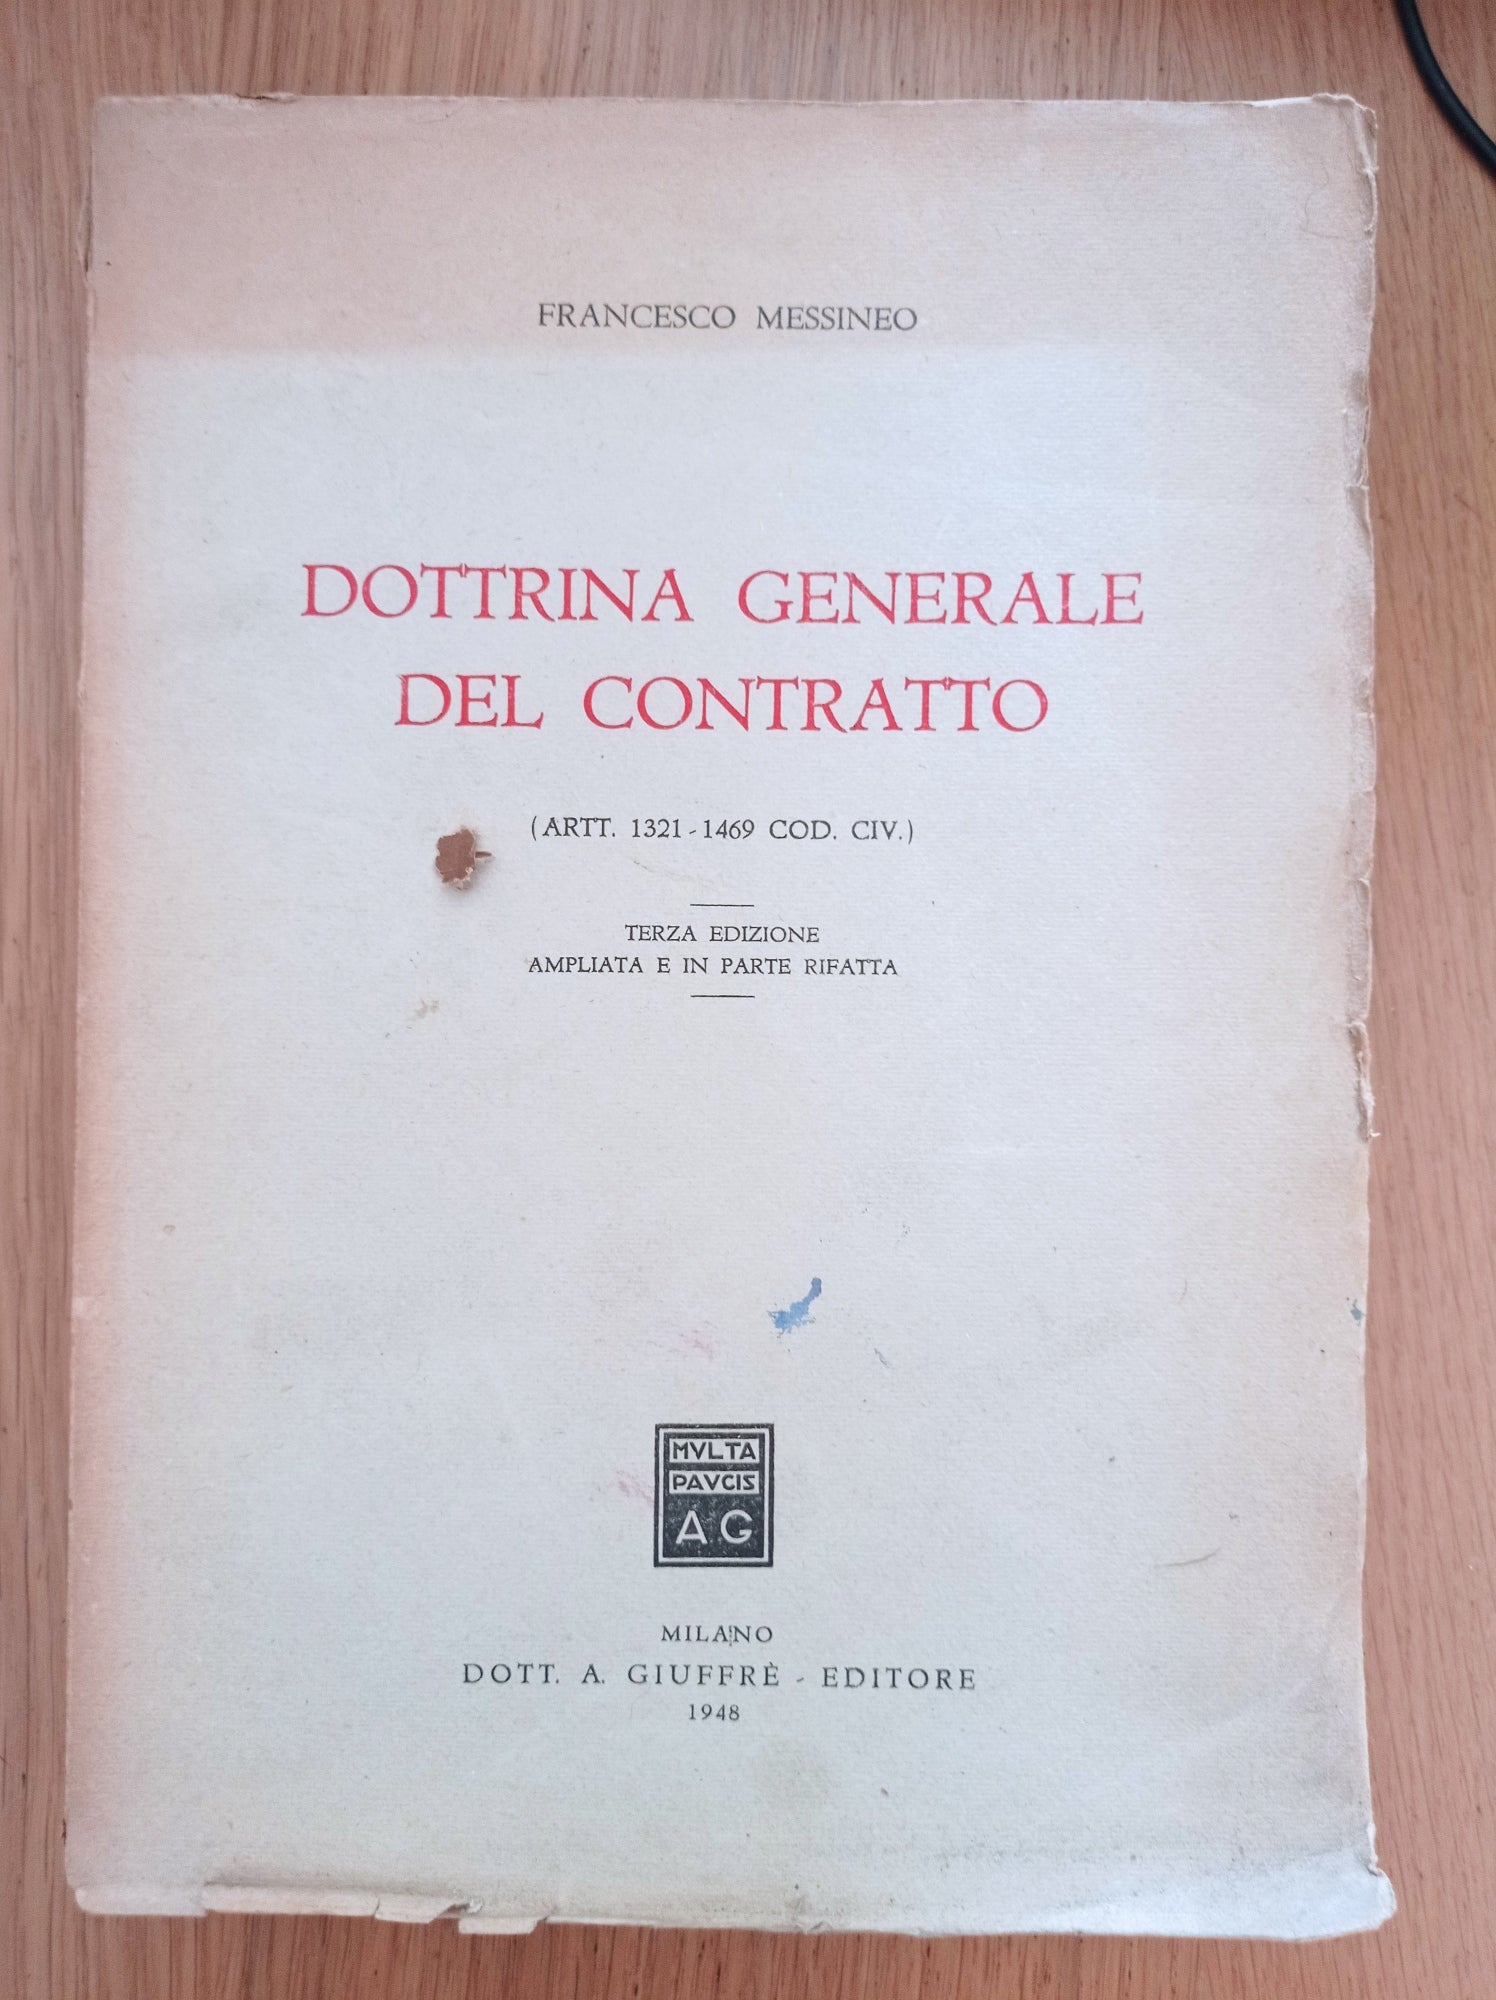 FRANCESCO MESSINEO
DOTTRINA GENERALE
DEL CONTRATTO
(ARTT. 1321-1469 COD. CIV.)
TERZA EDIZIONE
AMPLIATA E IN PARTE RIFATTA
MVLTA
PAVCIS
AG
MILANO
DOTT. A. GIUFFRÈ - EDITORE
1948